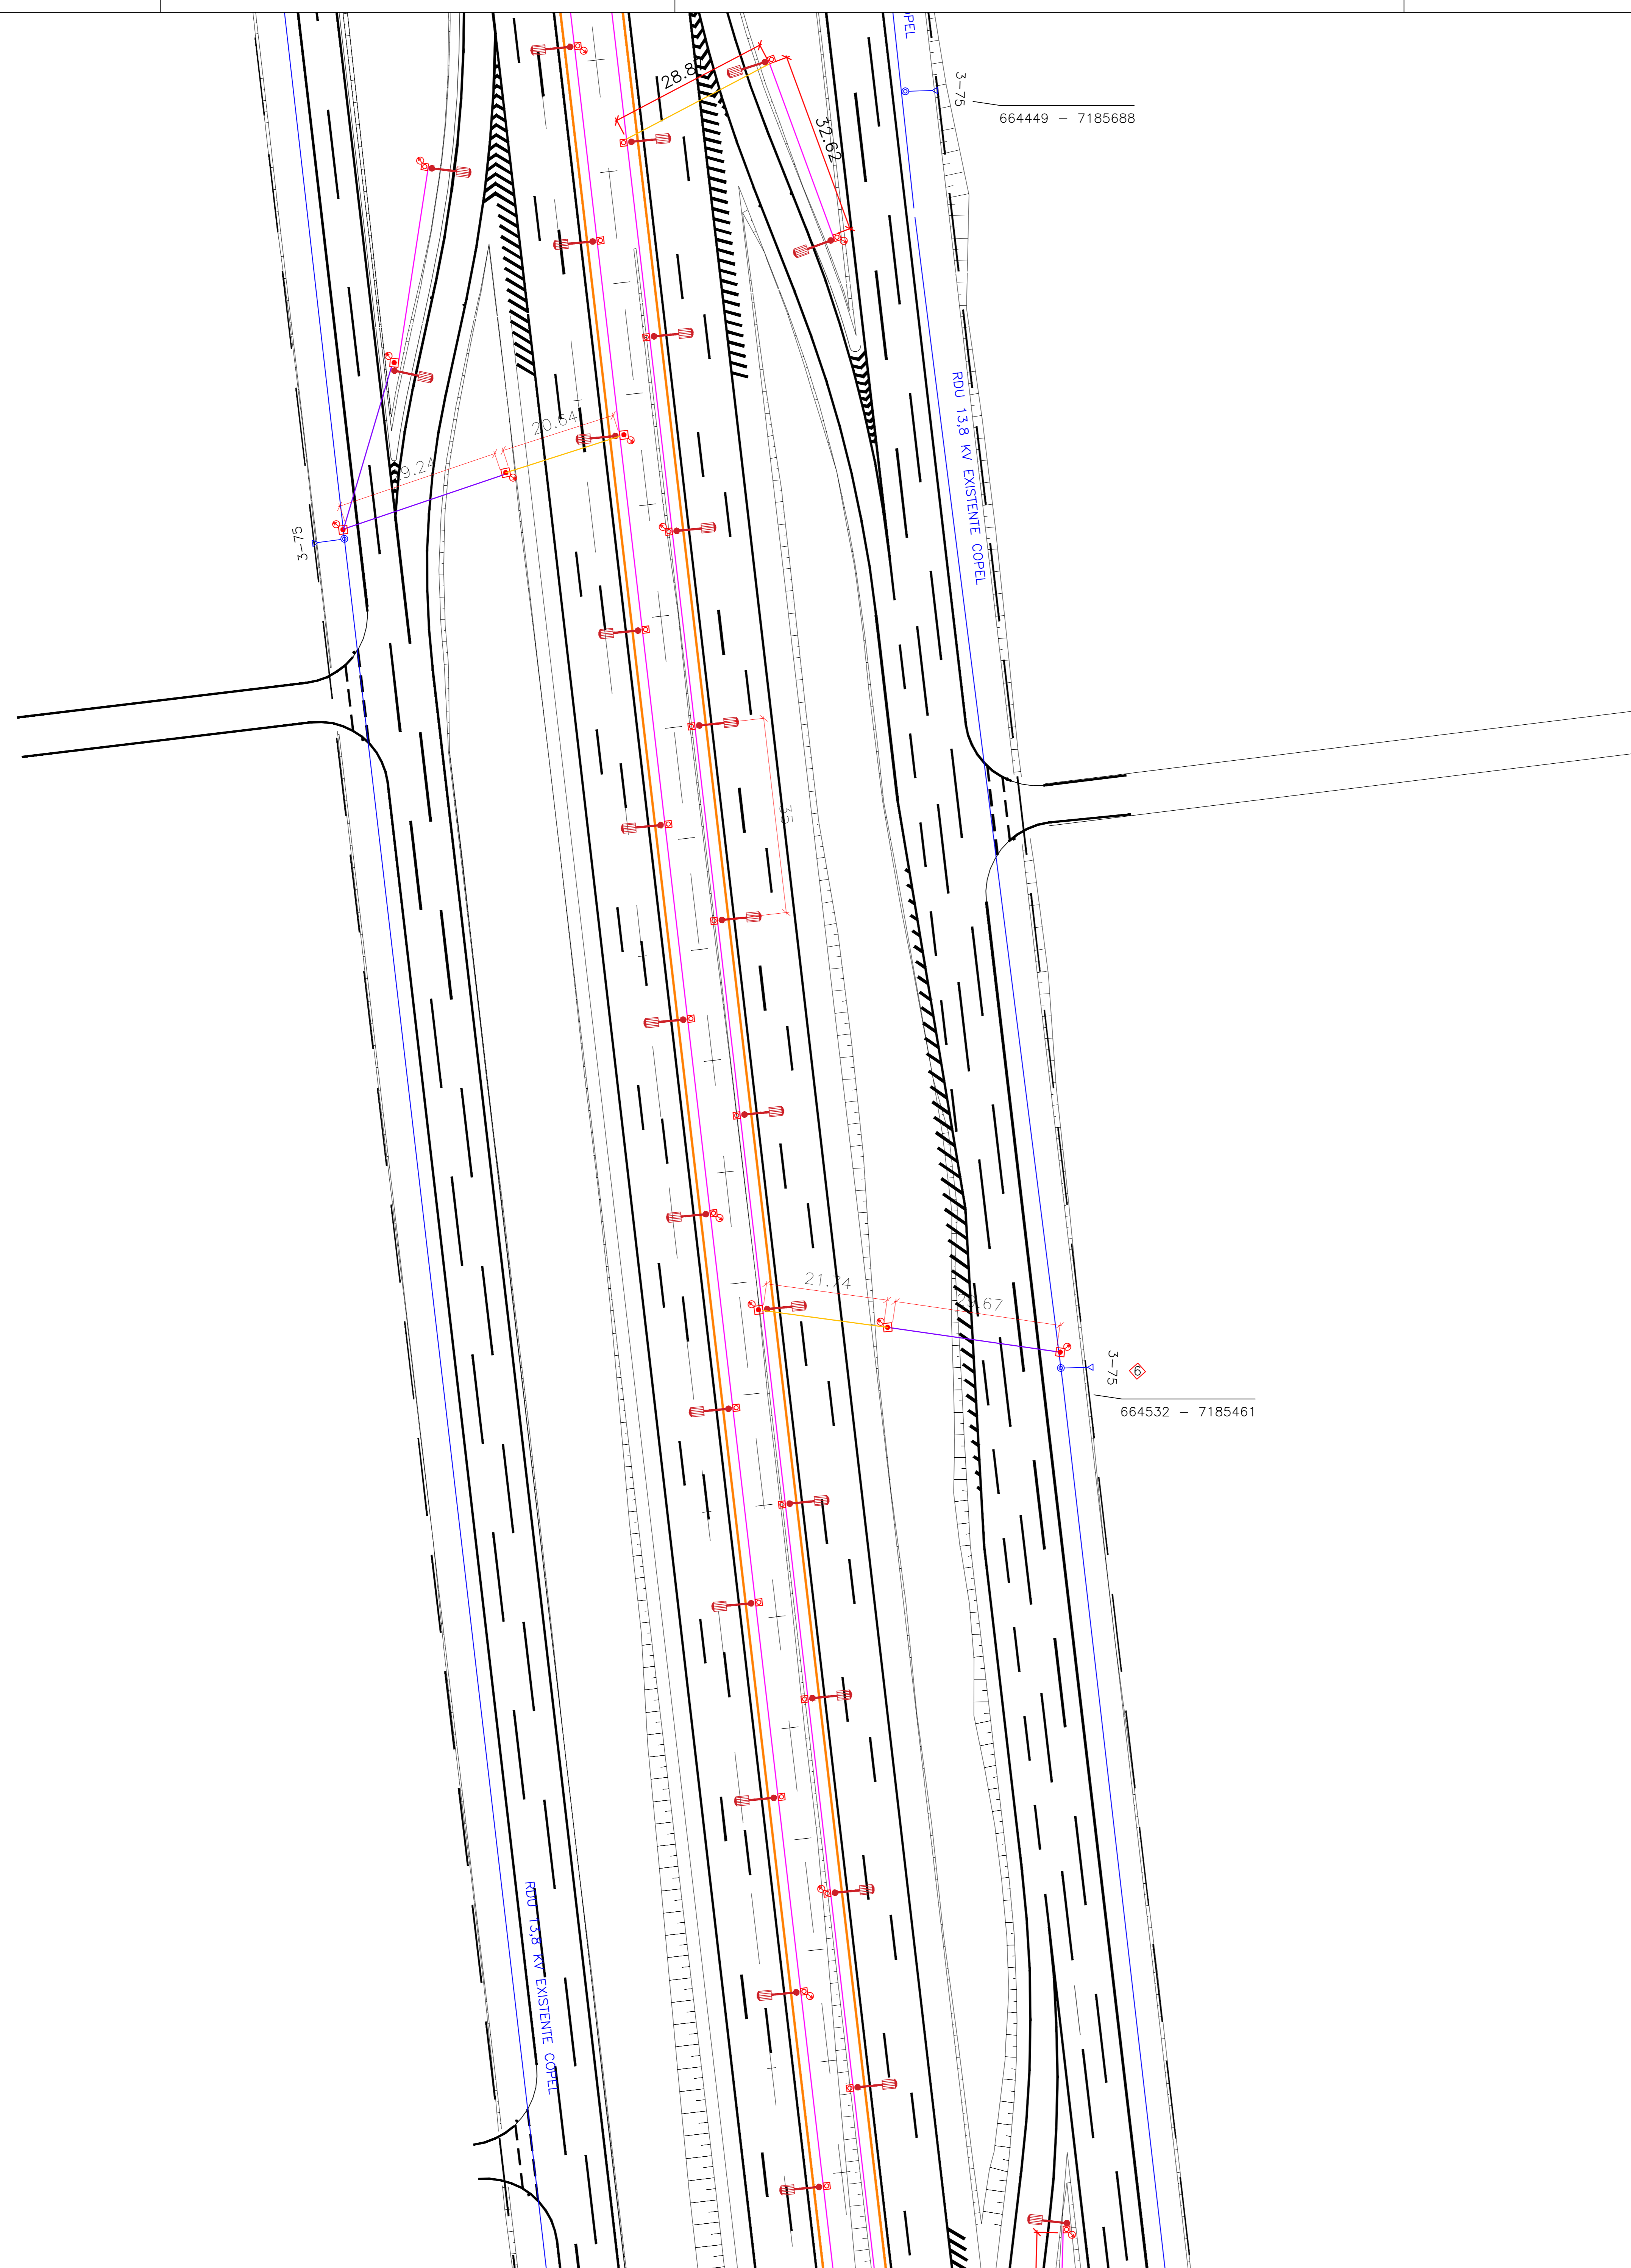 OPEL
28.8
3-75
664449 - 7185688
32.62
RDU 13,8 KV EXISTENTE COPEL
20.64
9.24
3-75
35
21.74
.67
3-75
6
664532 - 7185461
RDU 13,8 KV EXISTENTE COPEL